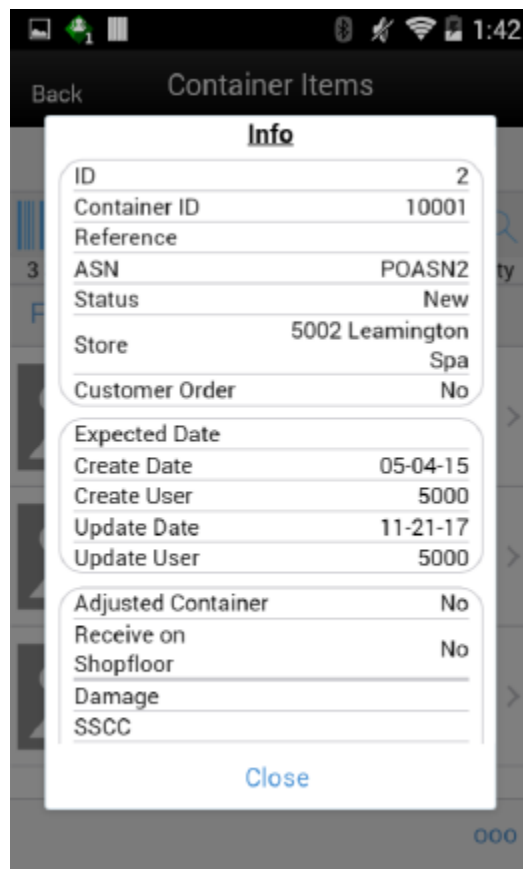 1 1:42
Back Container Items
Info
ID 2
Container ID 10001
Reference
3 ASN POASN2 ty
Status New
F
Store 5002 Leamington
Spa
Customer Order No
Expected Date
Create Date 05-04-15
Create User 5000
Update Date 11-21-17
Update User 5000
Adjusted Container No
Receive on
Shopfloor No
Damage
SSCC
Close
ooo